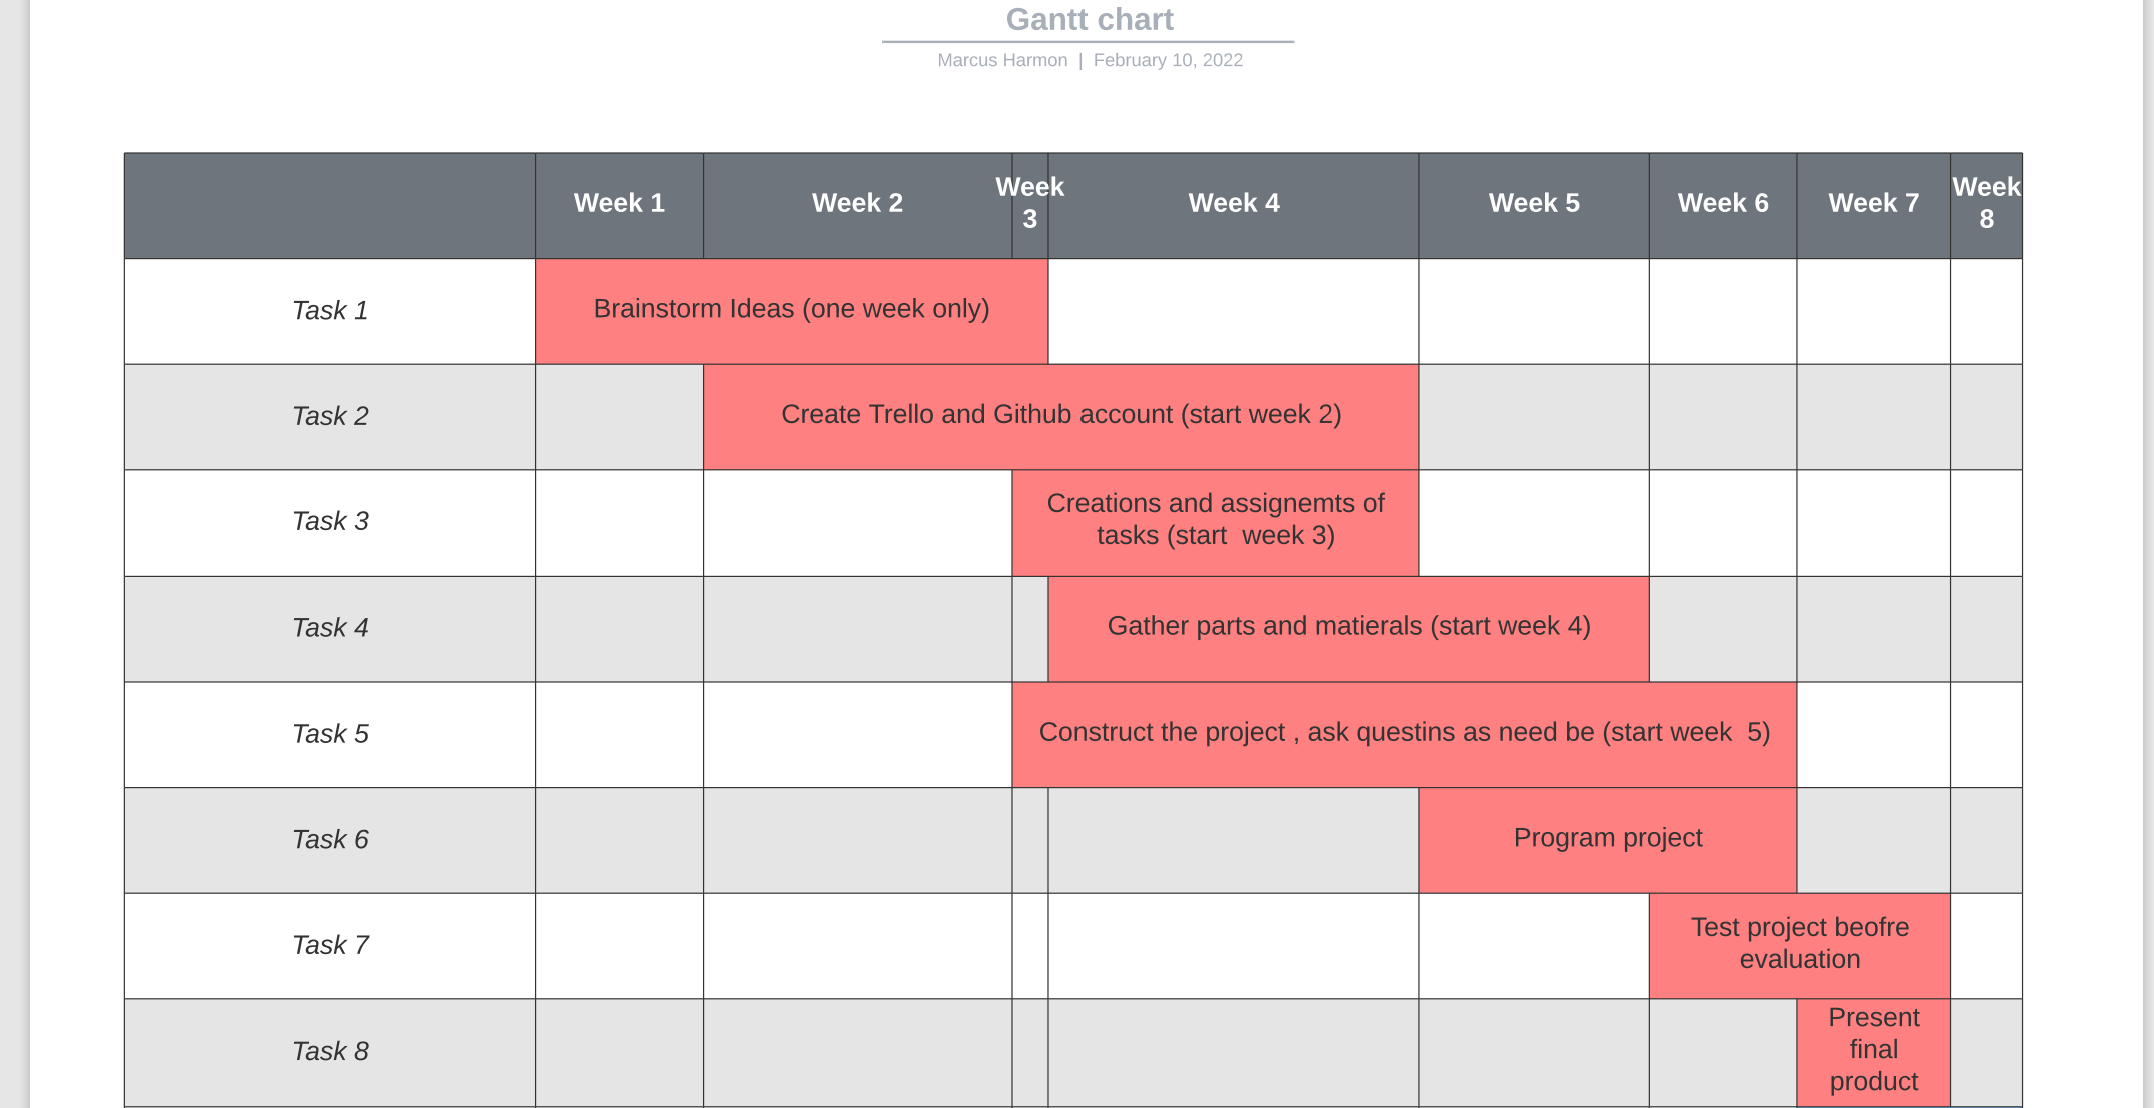 Gantt chart
Marcus Harmon | February 10, 2022
Week 1 Week 2 Week 3 Week 4 Week 5 Week 6 Week 7 Week 8
Task 1 Brainstorm Ideas (one week only)
Task 2 Create Trello and Github account (start week 2)
Task 3 Creations and assignemts of
tasks (start  week 3)
Task 4 Gather parts and matierals (start week 4)
Task 5 Construct the project , ask questins as need be (start week  5)
Task 6 Program project
Task 7 Test project beofre
evaluation
Task 8 Present
final
product